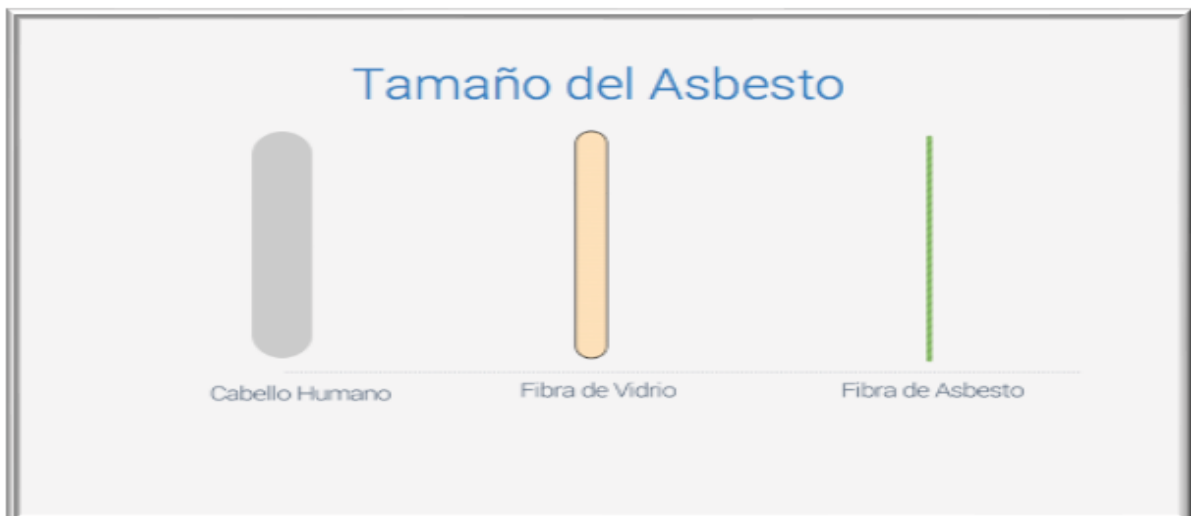 Tamaño del Asbesto
Cabello Humano
Fibra de Vidrio
Fibra de Asbesto